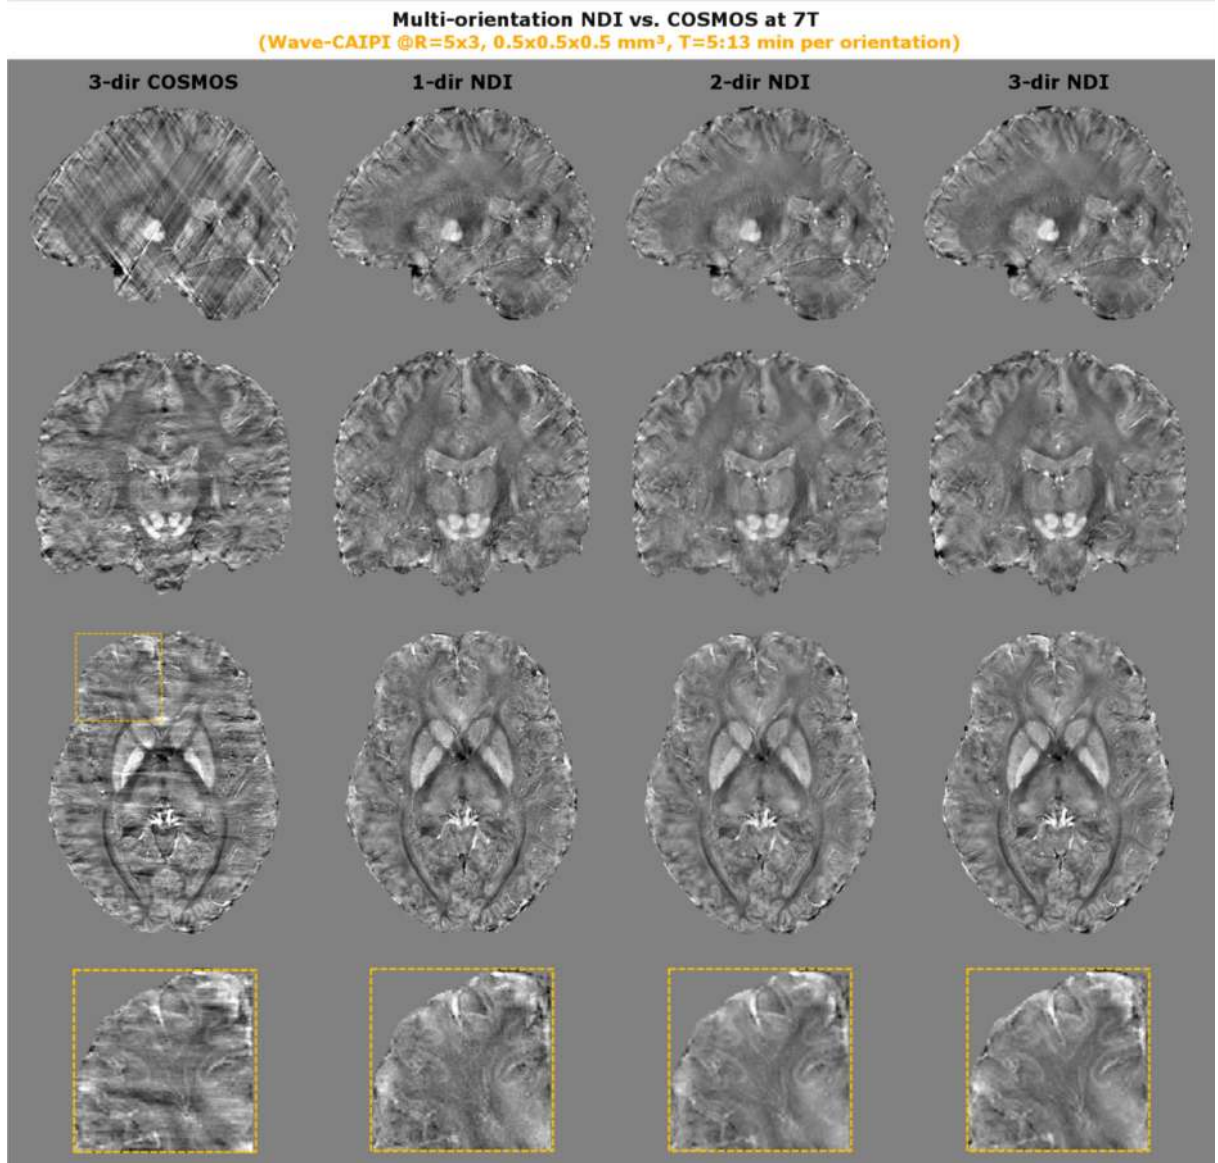 Multi-orientation NDI vs. COSMOS at 7T
(Wave-CAIPI @R=5x3, 0.5x0.5x0.5 mm³, T=5:13 min per orientation)
3-dir COSMOS 1-dir NDI 2-dir NDI 3-dir NDI